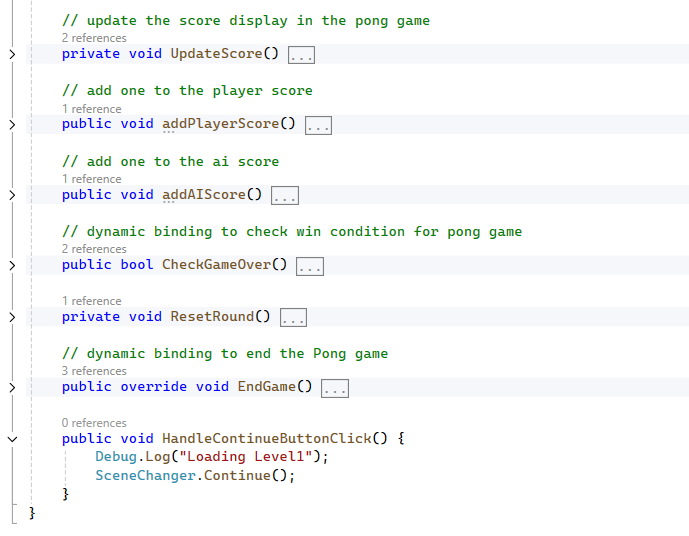 // update the score display in the pong game
2 references
private void UpdateScore() ...
// add one to the player score
1 reference
public void addPlayerScore() ...
// add one to the ai score
1 reference
public void addAIScore() ...
// dynamic binding to check win condition for pong game
2 references
public bool CheckGameOver() ...
1 reference
private void ResetRound() ...
// dynamic binding to end the Pong game
3 references
public override void EndGame() ...
0 references
public void HandleContinueButtonClick() {
Debug.Log("Loading Level1");
SceneChanger.Continue();
}
}